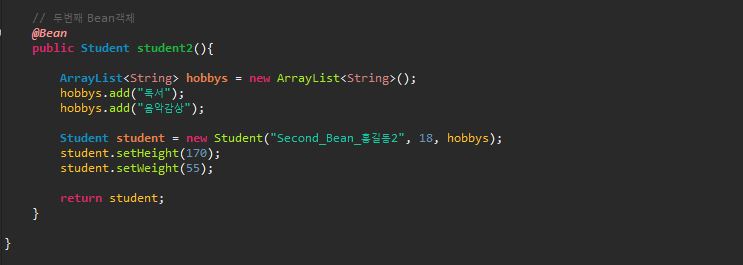 // 두번째 Bean객체
@Bean
public Student student2(){
ArrayList<String> hobbys = new ArrayList<String>();
hobbys.add("독서");
hobbys.add("음악감상");
Student student = new Student("Second_Bean_홍길동2", 18, hobbys);
student.setHeight(170);
student.setWeight(55);
return student;
}
}